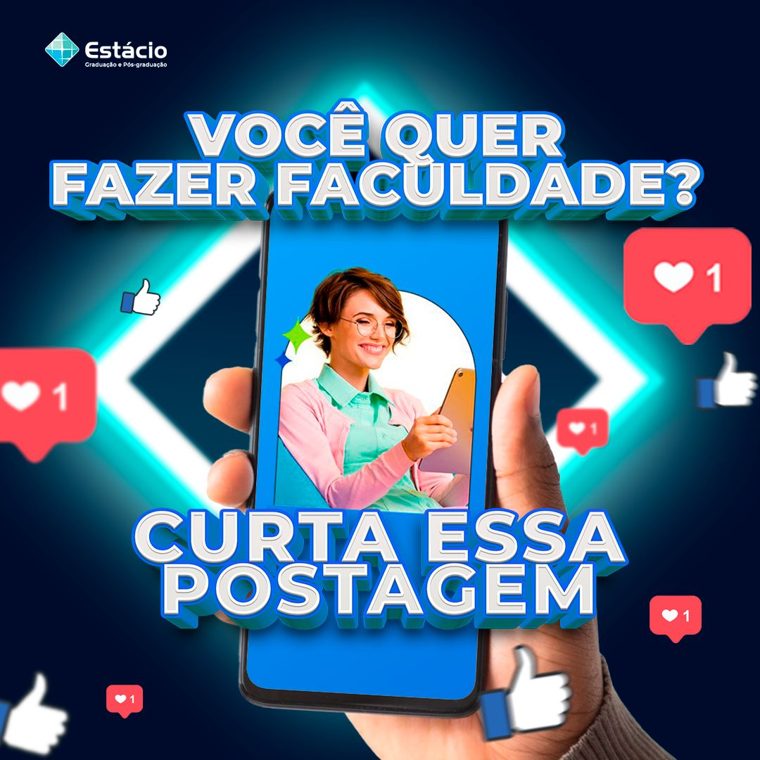 Estácio
Graduação e Pós-graduação
VOCÊ QUER
FAZER FACULDADE?
1
1
1
CURTA ESSA
POSTAGEM
1
1